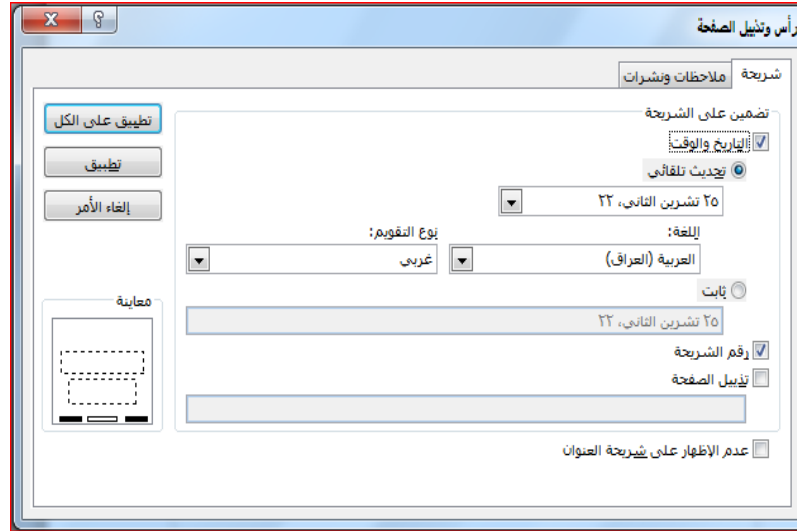 رأس وتذييل الصفحة
شريحة
ملاحظات ونشرات
تضمين على الشريحة
التاريخ والوقت
تحديث تلقائي
٢٥ تشرين الثاني، ٢٢
اللغة:
نوع التقويم:
العربية (العراق)
غربي
ثابت
٢٥ تشرين الثاني، ٢٢
رقم الشريحة
تذييل الصفحة
عدم الإظهار على شريحة العنوان
تطبيق على الكل
تطبيق
إلغاء الأمر
معاينة